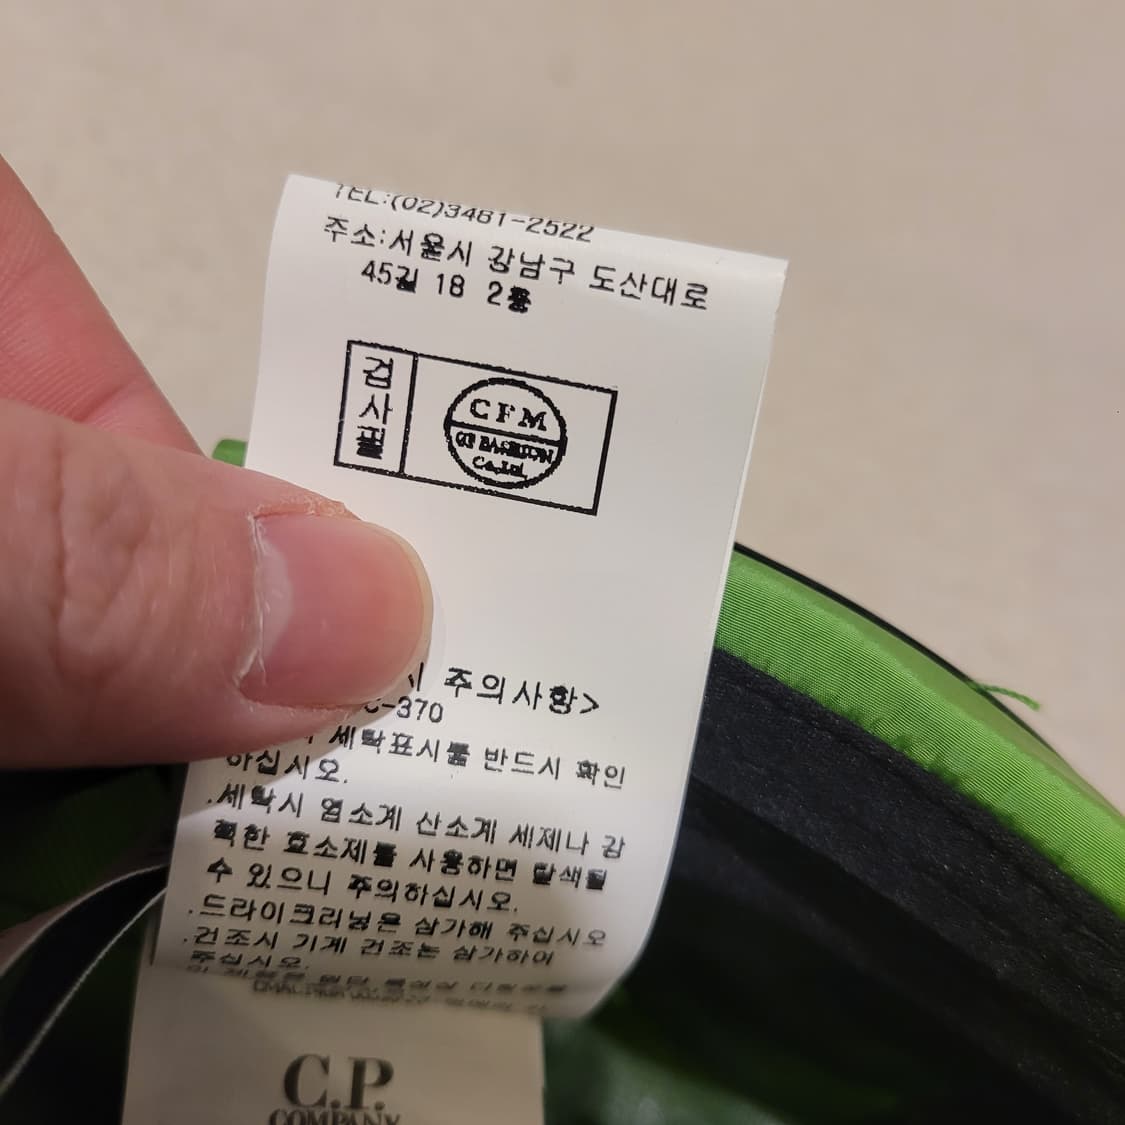 TEL:(02)3461-2522
주소:서울시 강남구 도산대로
45길 18 2층
검사필
CFM
Co.,Ltd.
주의사항>
C-370
세탁표시를 반드시 확인
하십시오.
.세탁시 염소계 산소계 세제나 강
력한 효소제를 사용하면 탈색될
수 있으니 주의하십시오.
.드라이크리닝은 삼가해 주십시오
.건조시 기계 건조는 삼가하여
주십시오.
C.P.
COMPANY